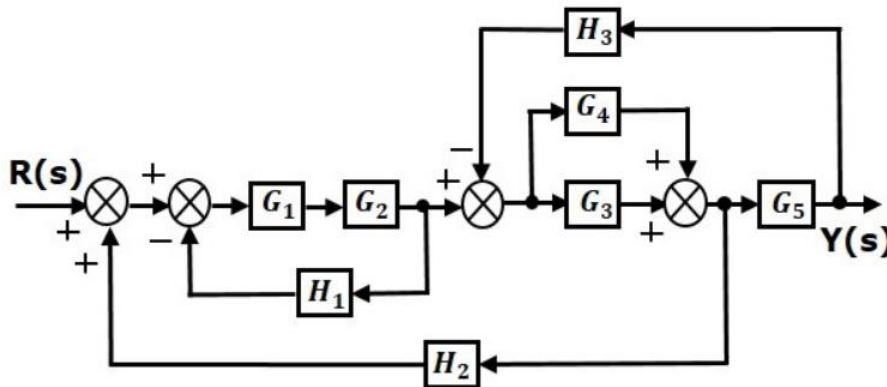 H₃
G₄
R(s) + + − + − + +
G₁ G₂ G₃ G₅
+ − + Y(s)
H₁
H₂